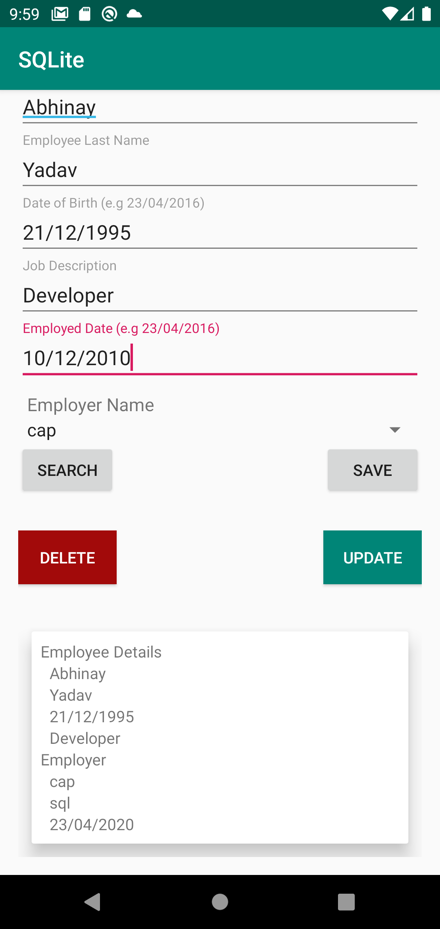 9:59
SQLite
Abhinay
Employee Last Name
Yadav
Date of Birth (e.g 23/04/2016)
21/12/1995
Job Description
Developer
Employed Date (e.g 23/04/2016)
10/12/2010
Employer Name
cap
SEARCH SAVE
DELETE UPDATE
Employee Details
Abhinay
Yadav
21/12/1995
Developer
Employer
cap
sql
23/04/2020